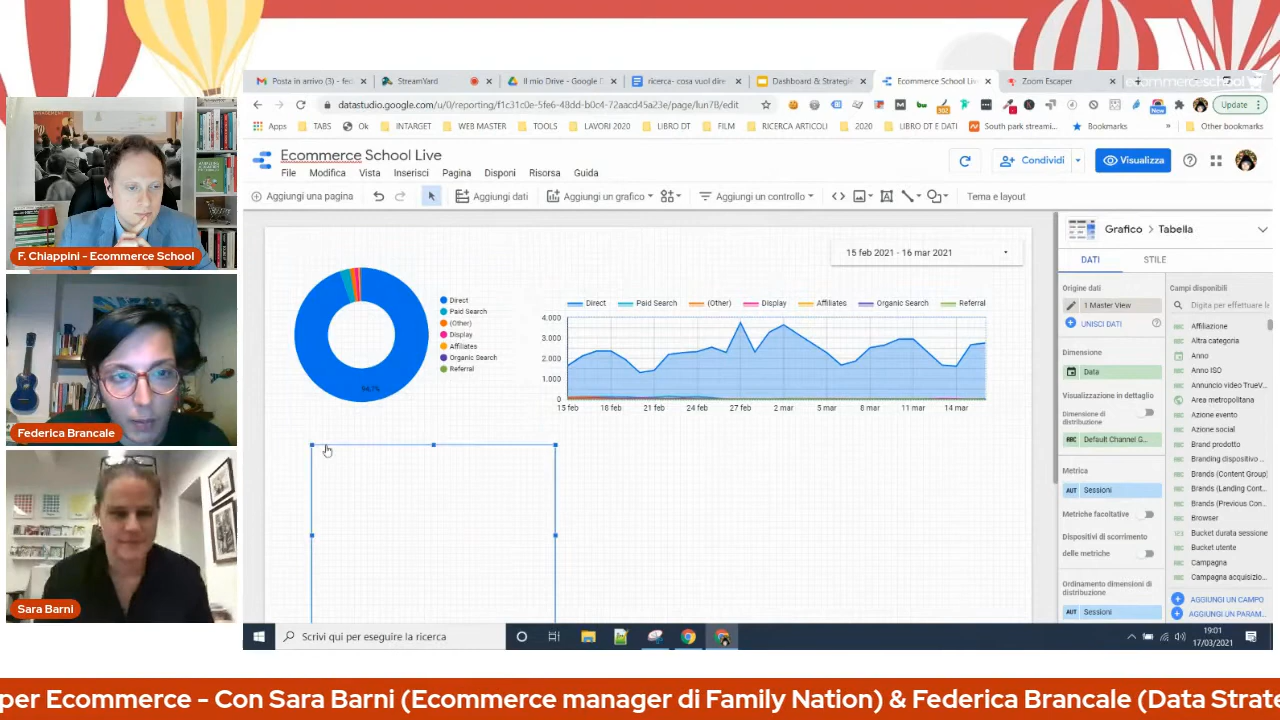 Posta in arrivo (3) - fed
StreamYard
Il mio Drive - Google D
ricerca- cosa vuol dire
Dashboard & Strategie
Ecommerce School Live
Zoom Escaper
ecommerce-school
datastudio.google.com/u/0/reporting/f1c31c0e-5fe6-48dd-b0c4-72aacd45a23e/page/lun7B/edit
Update
Apps
TABS
Ok
INTARGET
WEB MASTER
TOOLS
LAVORI 2020
LIBRO DT
FILM
RICERCA ARTICOLI
2020
LIBRO DT E DATI
South park streami...
Bookmarks
»
Other bookmarks
Ecommerce School Live
File Modifica Vista Inserisci Pagina Disponi Risorsa Guida
Condividi
Visualizza
Aggiungi una pagina
Aggiungi dati
Aggiungi un grafico
Aggiungi un controllo
Tema e layout
15 feb 2021 - 16 mar 2021
94,7%
Direct
Paid Search
(Other)
Display
Affiliates
Organic Search
Referral
Direct Paid Search (Other) Display Affiliates Organic Search Referral
4.000
3.000
2.000
1.000
0
15 feb 18 feb 21 feb 24 feb 27 feb 2 mar 5 mar 8 mar 11 mar 14 mar
Grafico > Tabella
DATI STILE
Origine dati
1 Master View
UNISCI DATI
Dimensione
Data
Visualizzazione in dettaglio
Dimensione di
distribuzione
ABC Default Channel G...
Metrica
AUT Sessioni
Metriche facoltative
Dispositivi di scorrimento
delle metriche
Ordinamento dimensioni di
distribuzione
AUT Sessioni
Campi disponibili
Digita per effettuare l
Affiliazione
Altra categoria
Anno
Anno ISO
Annuncio video TrueV...
Area metropolitana
Azione evento
Azione social
Brand prodotto
Branding dispositivo ...
Brands (Content Group)
Brands (Landing Cont...
Brands (Previous Con...
Browser
Bucket durata sessione
Bucket utente
Campagna
Campagna acquisizio...
AGGIUNGI UN CAMPO
AGGIUNGI UN PARAM...
Scrivi qui per eseguire la ricerca
19:01
17/03/2021
F. Chiappini - Ecommerce School
Federica Brancale
Sara Barni
per Ecommerce - Con Sara Barni (Ecommerce manager di Family Nation) & Federica Brancale (Data Strate